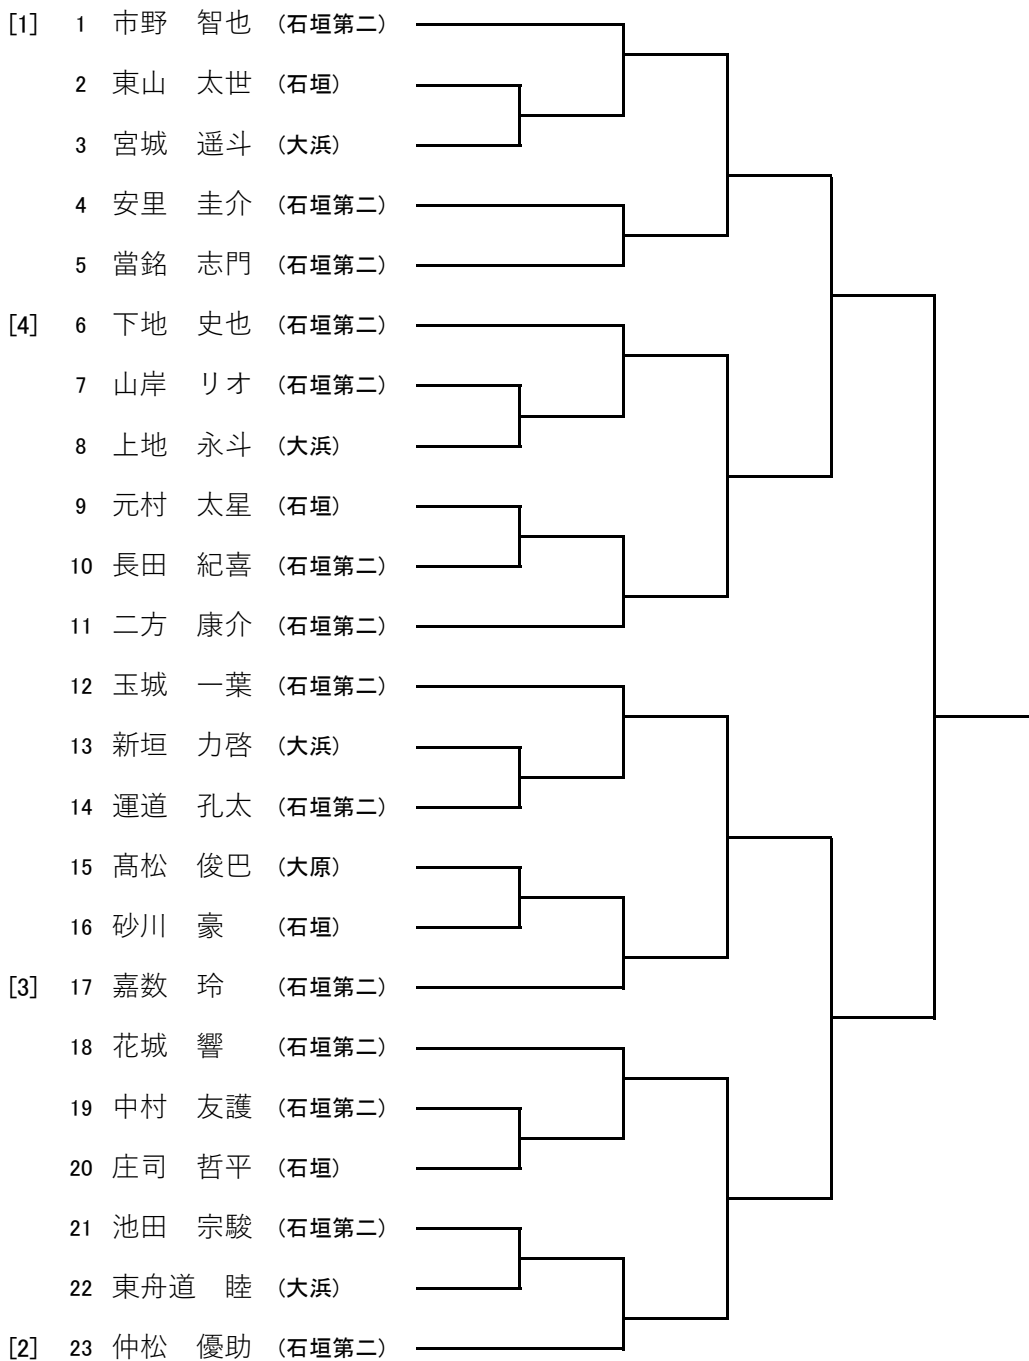 [1] 1 市野 智也 (石垣第二)
2 東山 太世 (石垣)
3 宮城 遥斗 (大浜)
4 安里 圭介 (石垣第二)
5 當銘 志門 (石垣第二)
[4] 6 下地 史也 (石垣第二)
7 山岸 リオ (石垣第二)
8 上地 永斗 (大浜)
9 元村 太星 (石垣)
10 長田 紀喜 (石垣第二)
11 二方 康介 (石垣第二)
12 玉城 一葉 (石垣第二)
13 新垣 力啓 (大浜)
14 運道 孔太 (石垣第二)
15 髙松 俊巴 (大原)
16 砂川 豪 (石垣)
[3] 17 嘉数 玲 (石垣第二)
18 花城 響 (石垣第二)
19 中村 友護 (石垣第二)
20 庄司 哲平 (石垣)
21 池田 宗駿 (石垣第二)
22 東舟道 睦 (大浜)
[2] 23 仲松 優助 (石垣第二)